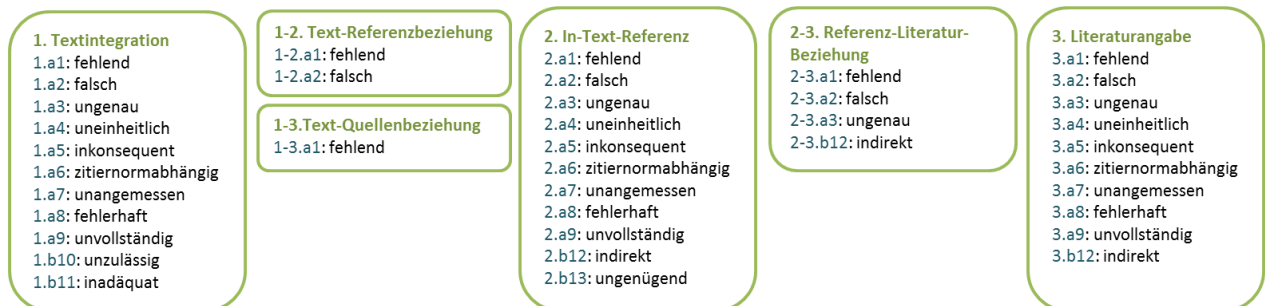 1. Textintegration
1.a1: fehlend
1.a2: falsch
1.a3: ungenau
1.a4: uneinheitlich
1.a5: inkonsequent
1.a6: zitiernormabhängig
1.a7: unangemessen
1.a8: fehlerhaft
1.a9: unvollständig
1.b10: unzulässig
1.b11: inadäquat
1-2. Text-Referenzbeziehung
1-2.a1: fehlend
1-2.a2: falsch
1-3.Text-Quellenbeziehung
1-3.a1: fehlend
2. In-Text-Referenz
2.a1: fehlend
2.a2: falsch
2.a3: ungenau
2.a4: uneinheitlich
2.a5: inkonsequent
2.a6: zitiernormabhängig
2.a7: unangemessen
2.a8: fehlerhaft
2.a9: unvollständig
2.b12: indirekt
2.b13: ungenügend
2-3. Referenz-Literatur-
Beziehung
2-3.a1: fehlend
2-3.a2: falsch
2-3.a3: ungenau
2-3.b12: indirekt
3. Literaturangabe
3.a1: fehlend
3.a2: falsch
3.a3: ungenau
3.a4: uneinheitlich
3.a5: inkonsequent
3.a6: zitiernormabhängig
3.a7: unangemessen
3.a8: fehlerhaft
3.a9: unvollständig
3.b12: indirekt